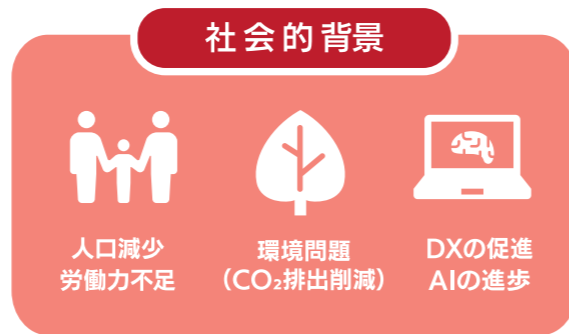 社会的背景
人口減少
労働力不足
環境問題
（CO₂排出削減）
DXの促進
AIの進歩